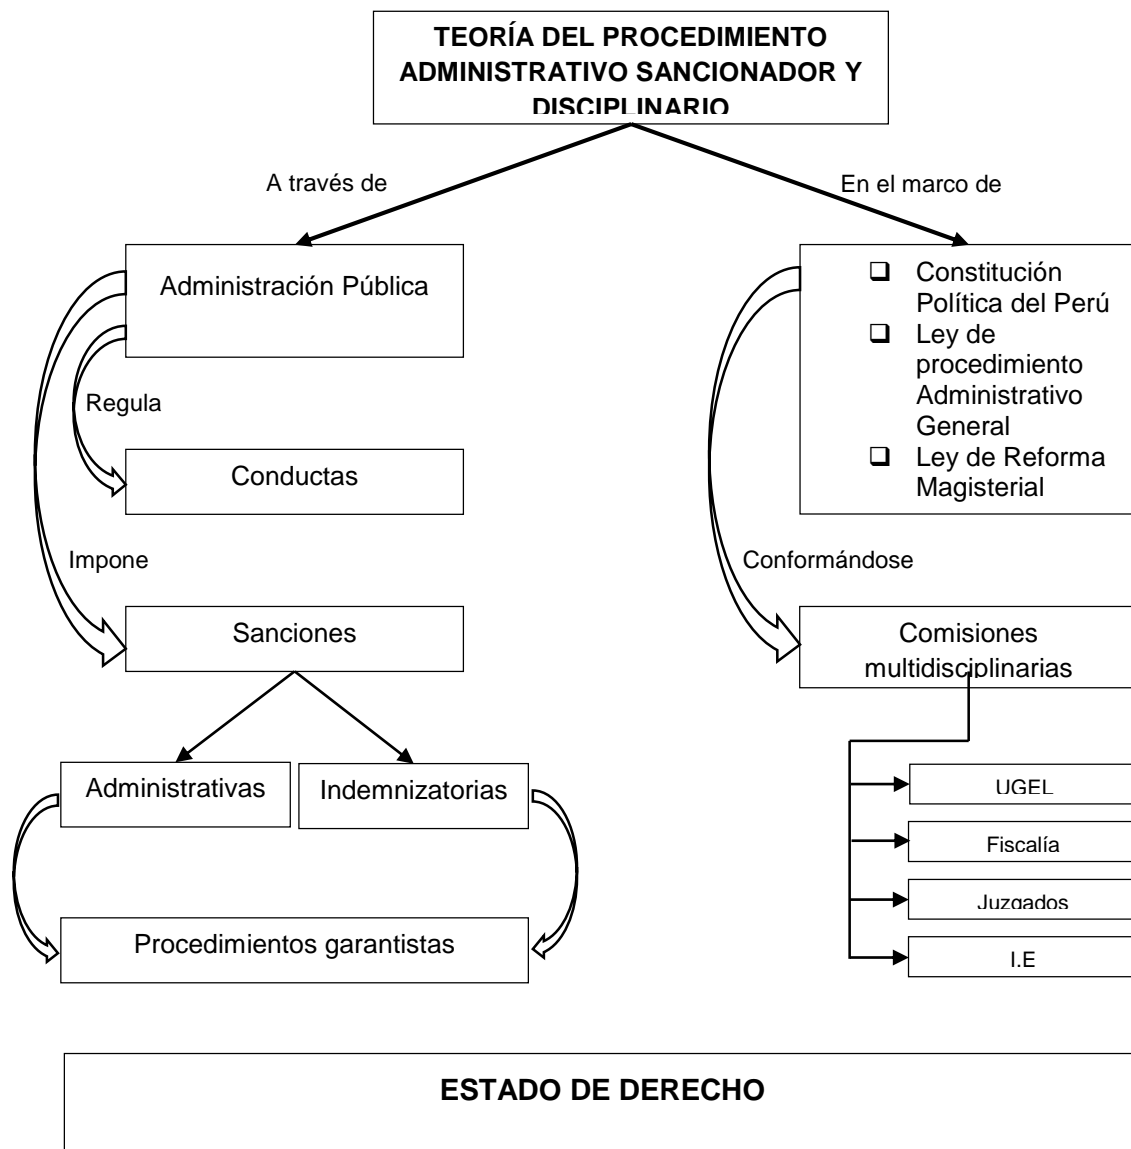 TEORÍA DEL PROCEDIMIENTO
ADMINISTRATIVO SANCIONADOR Y
DISCIPLINARIO
A través de
En el marco de
Administración Pública
❑ Constitución
Política del Perú
❑ Ley de
procedimiento
Administrativo
General
❑ Ley de Reforma
Magisterial
Regula
Conductas
Impone
Conformándose
Sanciones
Comisiones
multidisciplinarias
Administrativas
Indemnizatorias
UGEL
Fiscalía
Juzgados
I.E
Procedimientos garantistas
ESTADO DE DERECHO